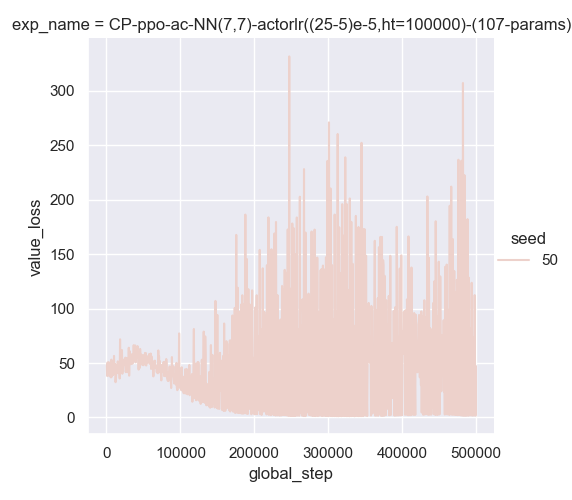 exp_name = CP-ppo-ac-NN(7,7)-actorlr((25-5)e-5,ht=100000)-(107-params)
300
250
200
150
100
50
0
value_loss
0 100000 200000 300000 400000 500000
global_step
seed
50